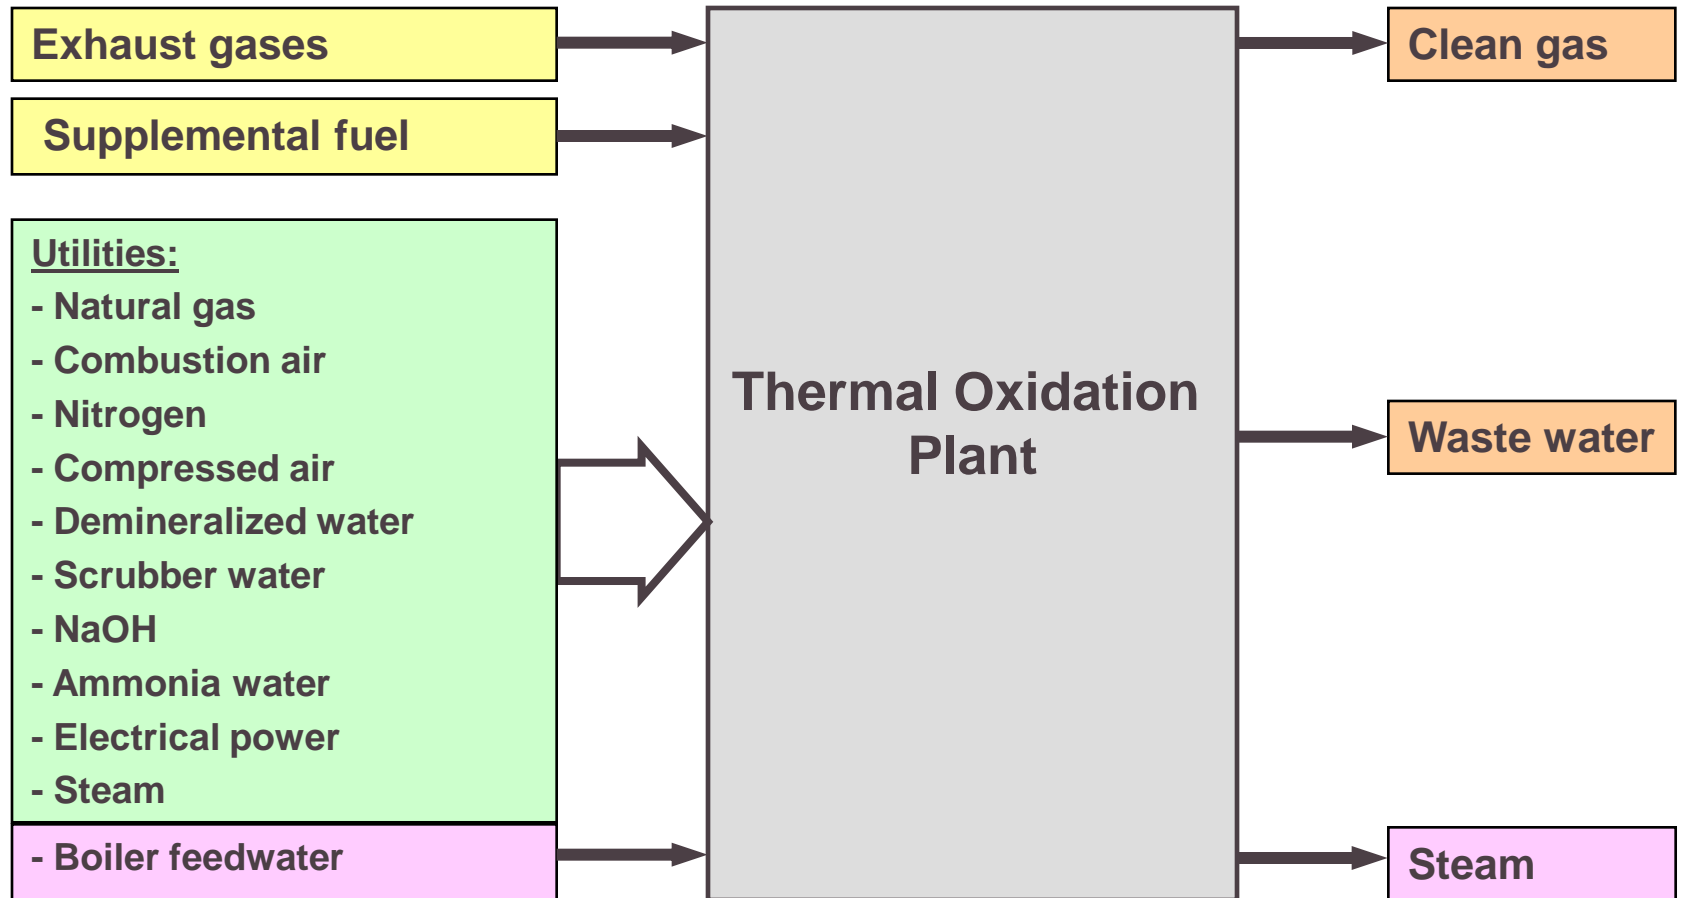 Exhaust gases
Supplemental fuel
Utilities:
- Natural gas
- Combustion air
- Nitrogen
- Compressed air
- Demineralized water
- Scrubber water
- NaOH
- Ammonia water
- Electrical power
- Steam
- Boiler feedwater
Thermal Oxidation
Plant
Clean gas
Waste water
Steam